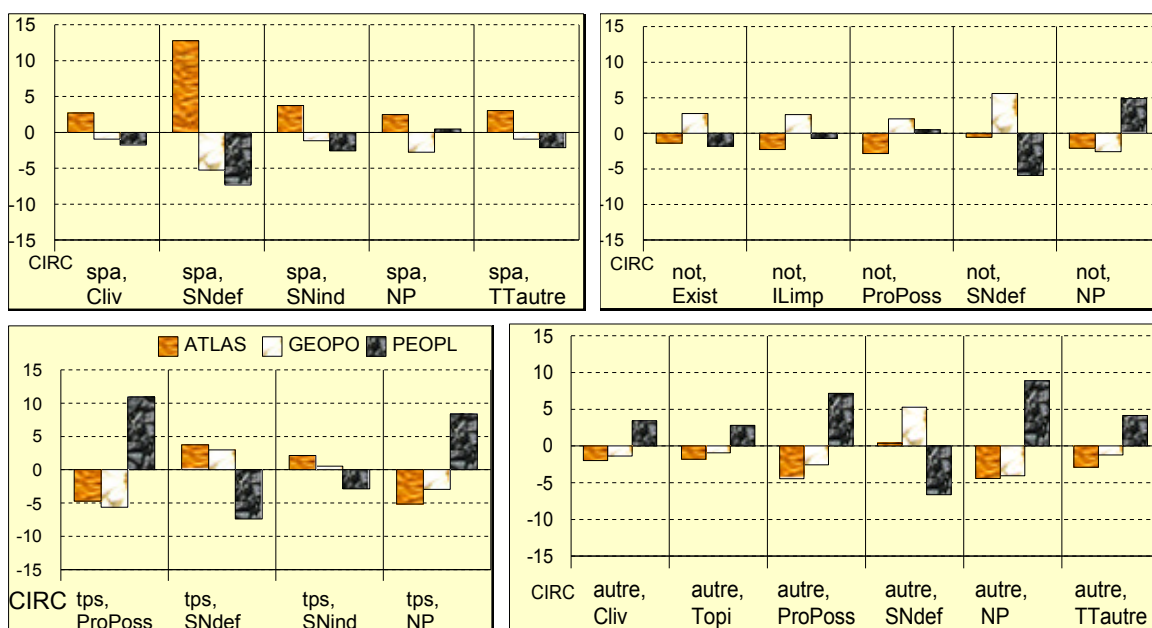 15
10
5
0
-5
-10
-15
CIRC
spa, Cliv
spa, SNdef
spa, SNind
spa, NP
spa, TTautre
15
10
5
0
-5
-10
-15
CIRC
not, Exist
not, ILimp
not, ProPoss
not, SNdef
not, NP
ATLAS GEOPO PEOPL
15
10
5
0
-5
-10
-15
CIRC
tps, ProPoss
tps, SNdef
tps, SNind
tps, NP
15
10
5
0
-5
-10
-15
CIRC
autre, Cliv
autre, Topi
autre, ProPoss
autre, SNdef
autre, NP
autre, TTautre